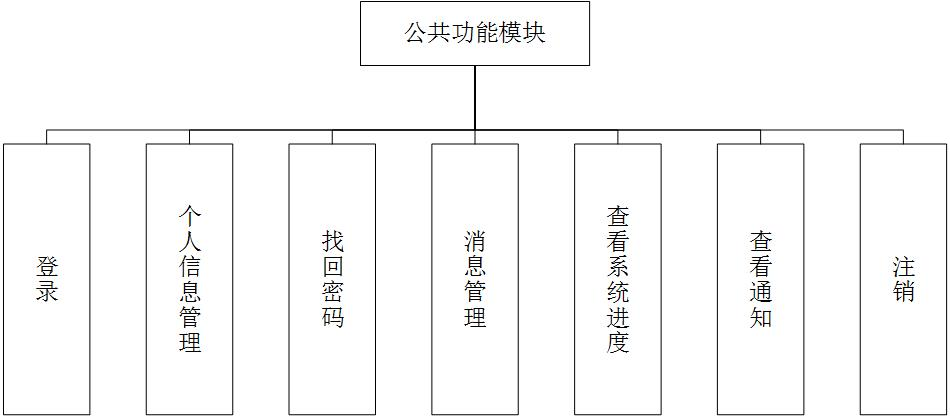 公共功能模块
登录
个人信息管理
找回密码
消息管理
查看系统进度
查看通知
注销